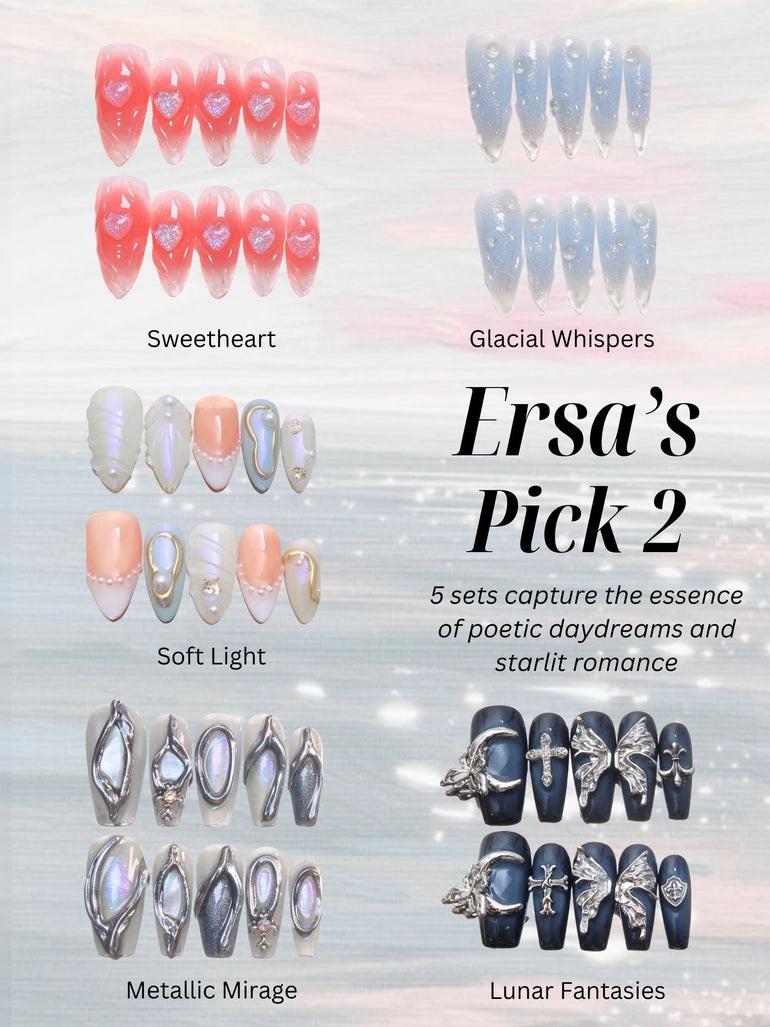 Sweetheart
Glacial Whispers
Ersa's
Pick 2
5 sets capture the essence
of poetic daydreams and
starlit romance
Soft Light
Metallic Mirage
Lunar Fantasies